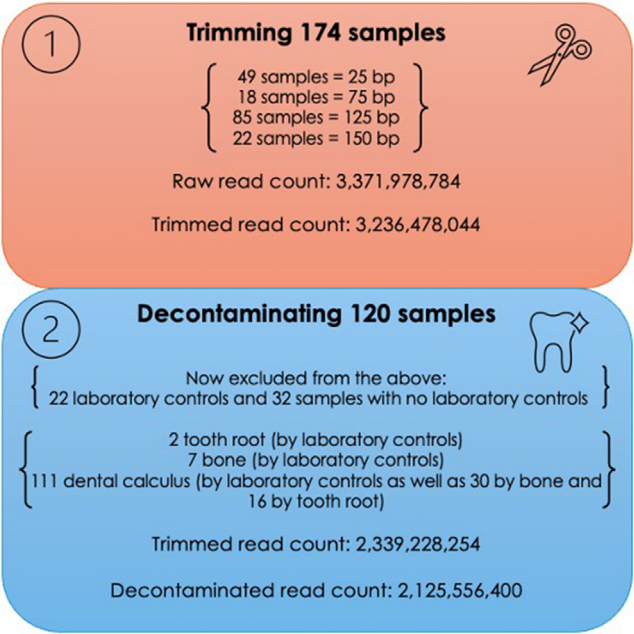 1
Trimming 174 samples
49 samples = 25 bp
18 samples = 75 bp
85 samples = 125 bp
22 samples = 150 bp
Raw read count: 3,371,978,784
Trimmed read count: 3,236,478,044
2
Decontaminating 120 samples
Now excluded from the above:
22 laboratory controls and 32 samples with no laboratory controls
2 tooth root (by laboratory controls)
7 bone (by laboratory controls)
111 dental calculus (by laboratory controls as well as 30 by bone and
16 by tooth root)
Trimmed read count: 2,339,228,254
Decontaminated read count: 2,125,556,400